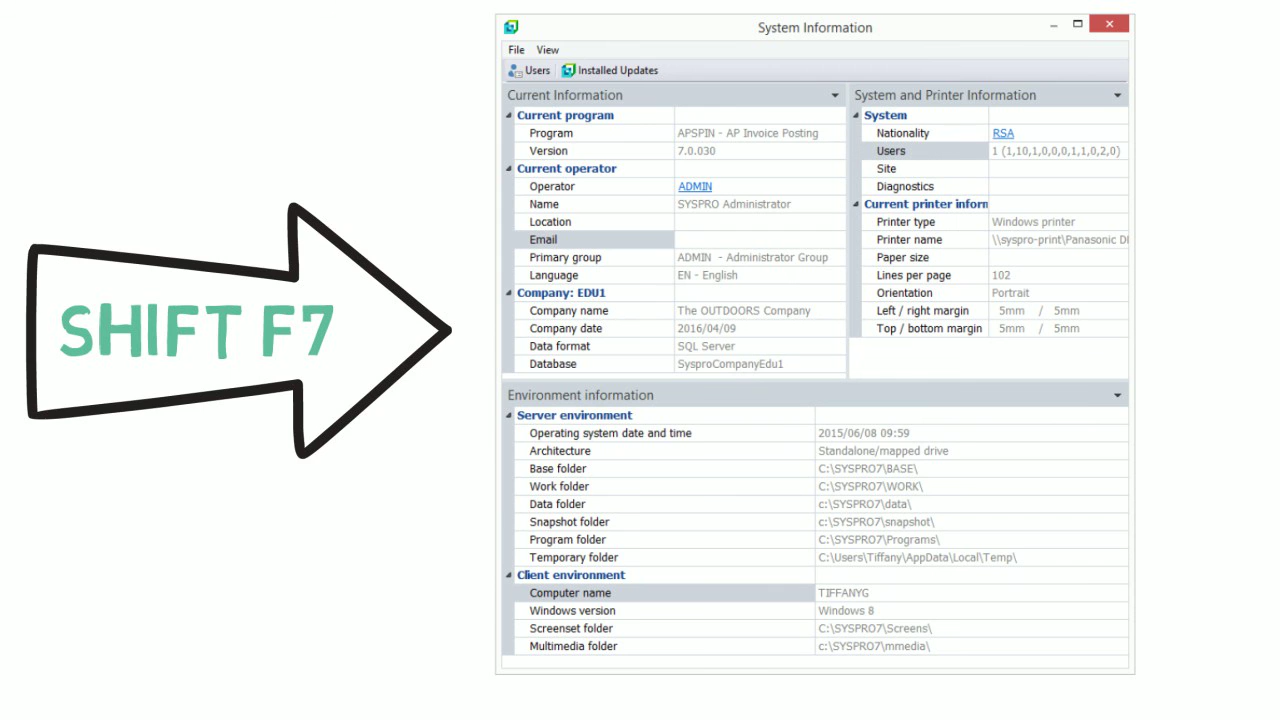 SHIFT F7
System Information
File View
Users Installed Updates
Current Information
Current program
Program APSPIN - AP Invoice Posting
Version 7.0.030
Current operator
Operator ADMIN
Name SYSPRO Administrator
Location
Email
Primary group ADMIN - Administrator Group
Language EN - English
Company: EDU1
Company name The OUTDOORS Company
Company date 2016/04/09
Data format SQL Server
Database SysproCompanyEdu1
System and Printer Information
System
Nationality RSA
Users 1 (1,10,1,0,0,0,1,1,0,2,0)
Site
Diagnostics
Current printer inforn
Printer type Windows printer
Printer name \\syspro-print\Panasonic DI
Paper size
Lines per page 102
Orientation Portrait
Left / right margin 5mm / 5mm
Top / bottom margin 5mm / 5mm
Environment information
Server environment
Operating system date and time 2015/06/08 09:59
Architecture Standalone/mapped drive
Base folder C:\SYSPRO7\BASE\
Work folder C:\SYSPRO7\WORK\
Data folder c:\SYSPRO7\data\
Snapshot folder c:\SYSPRO7\snapshot\
Program folder C:\SYSPRO7\Programs\
Temporary folder C:\Users\Tiffany\AppData\Local\Temp\
Client environment
Computer name TIFFANYG
Windows version Windows 8
Screenset folder C:\SYSPRO7\Screens\
Multimedia folder c:\SYSPRO7\mmedia\